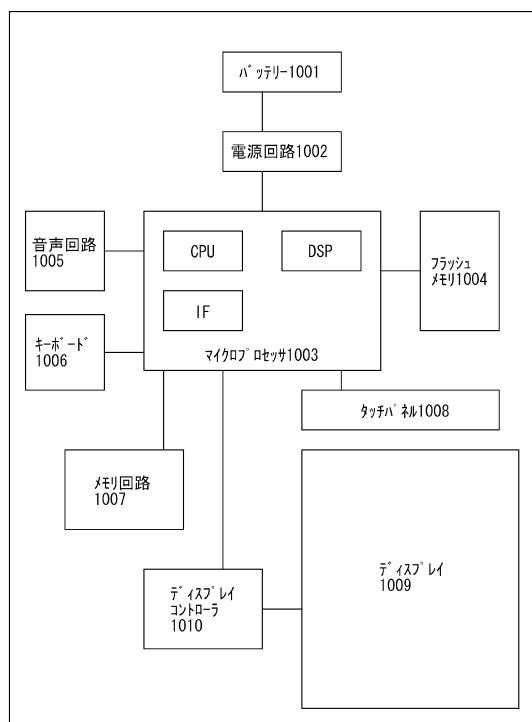 ﾊﾞｯﾃﾘｰ1001
電源回路1002
音声回路
1005
CPU
DSP
IF
ﾏｲｸﾛﾌﾟﾛｾｯｻ1003
ﾌﾗｯｼｭ
ﾒﾓﾘ1004
ｷｰﾎﾞｰﾄﾞ
1006
ﾀｯﾁﾊﾟﾈﾙ1008
ﾒﾓﾘ回路
1007
ﾃﾞｨｽﾌﾟﾚｲ
1009
ﾃﾞｨｽﾌﾟﾚｲ
ｺﾝﾄﾛｰﾗ
1010